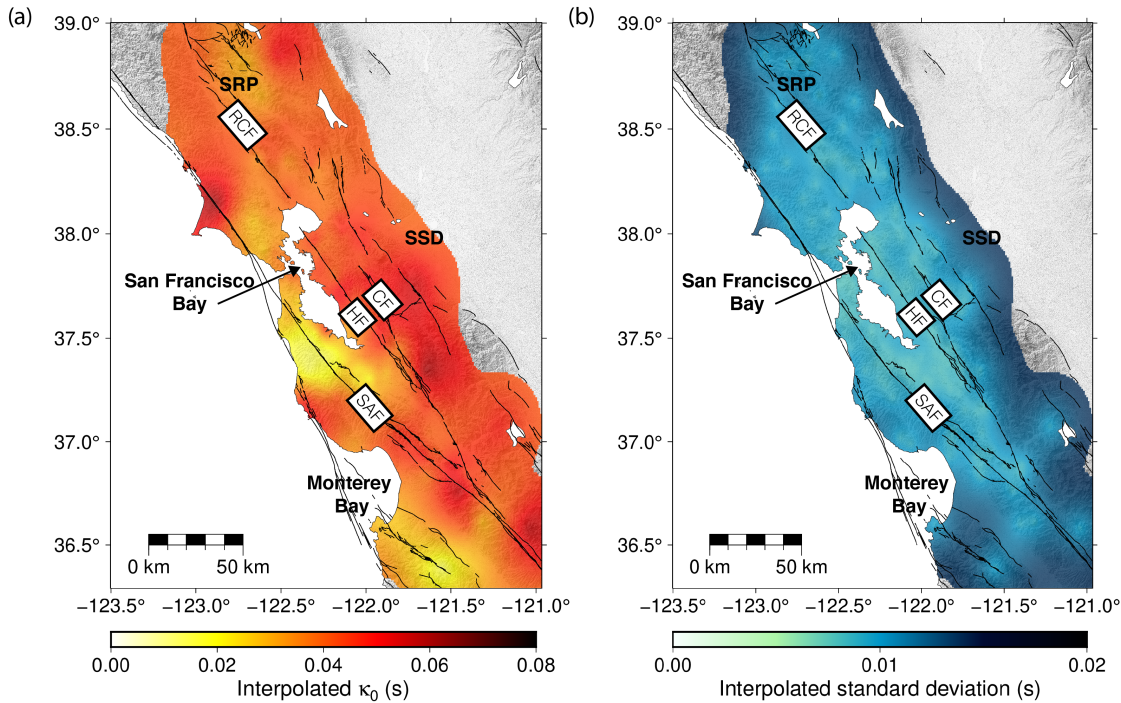 (a)
39.0°
38.5°
38.0°
37.5°
37.0°
36.5°
SRP
RCF
SSD
San Francisco
Bay
CF
HF
SAF
Monterey
Bay
0 km 50 km
−123.5° −123.0° −122.5° −122.0° −121.5° −121.0°
0.00 0.02 0.04 0.06 0.08
Interpolated κ₀ (s)
(b)
39.0°
38.5°
38.0°
37.5°
37.0°
36.5°
SRP
RCF
SSD
San Francisco
Bay
CF
HF
SAF
Monterey
Bay
0 km 50 km
−123.5° −123.0° −122.5° −122.0° −121.5° −121.0°
0.00 0.01 0.02
Interpolated standard deviation (s)